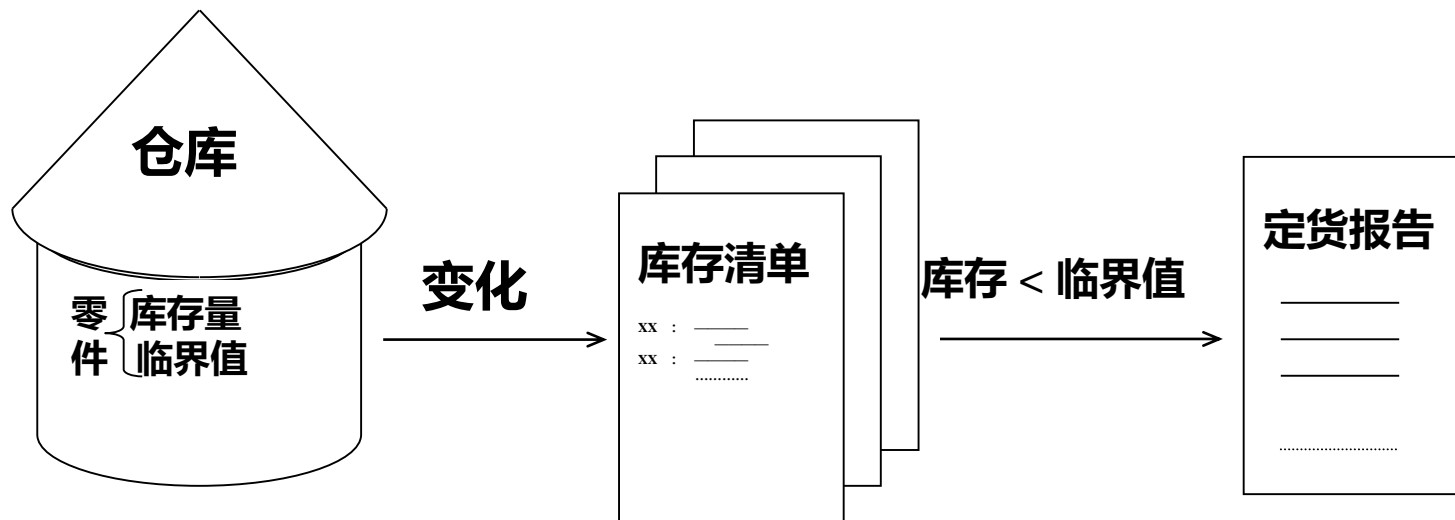 仓库
零 库存量
件 临界值
变化
库存清单
xx :
xx :
库存 < 临界值
定货报告